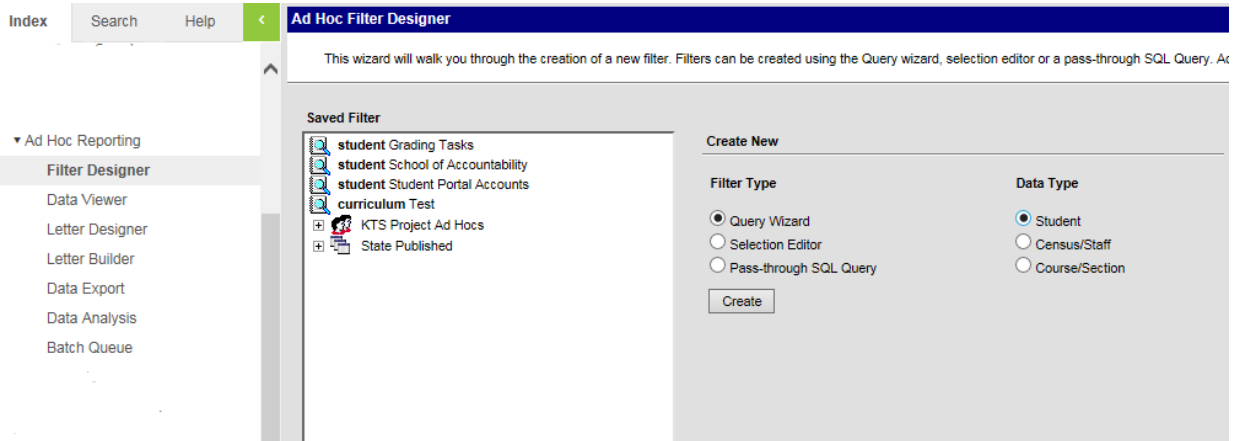 Index Search Help <
Ad Hoc Filter Designer
This wizard will walk you through the creation of a new filter. Filters can be created using the Query wizard, selection editor or a pass-through SQL Query.
Ad Hoc Reporting
Filter Designer
Data Viewer
Letter Designer
Letter Builder
Data Export
Data Analysis
Batch Queue
Saved Filter
student Grading Tasks
student School of Accountability
student Student Portal Accounts
curriculum Test
KTS Project Ad Hocs
State Published
Create New
Filter Type Data Type
Query Wizard Student
Selection Editor Census/Staff
Pass-through SQL Query Course/Section
Create